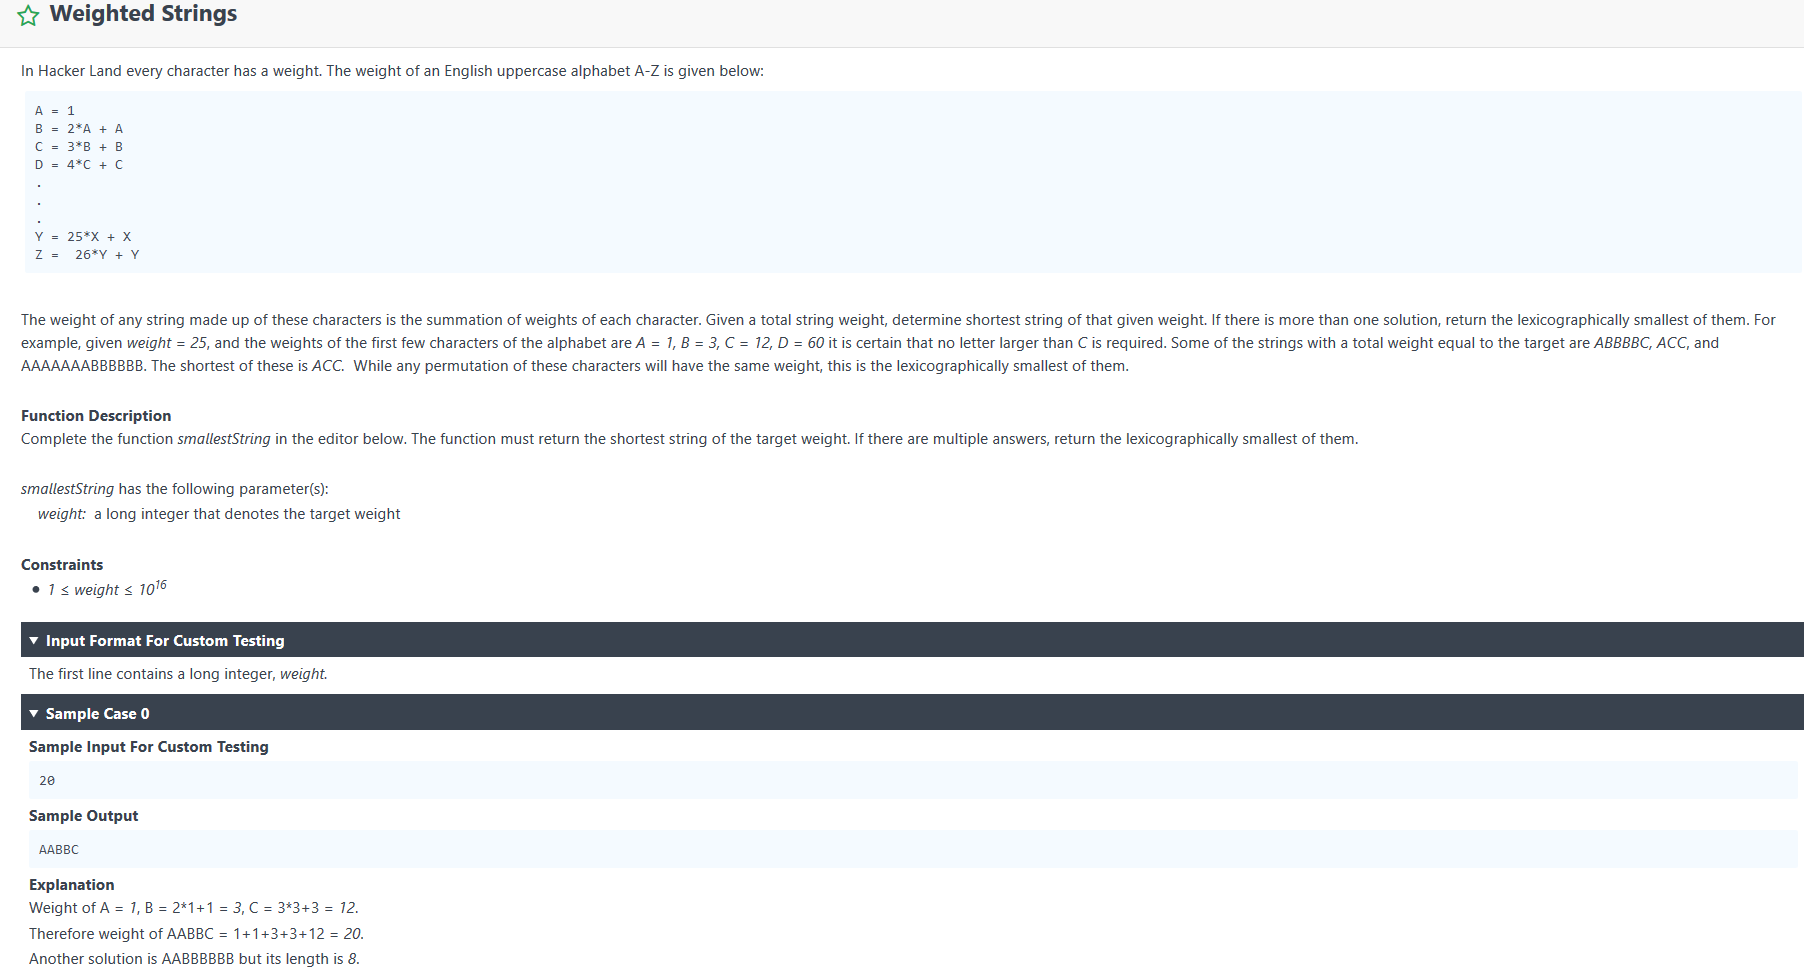 Weighted Strings
In Hacker Land every character has a weight. The weight of an English uppercase alphabet A-Z is given below:
A = 1
B = 2*A + A
C = 3*B + B
D = 4*C + C
.
.
.
Y = 25*X + X
Z =  26*Y + Y
The weight of any string made up of these characters is the summation of weights of each character. Given a total string weight, determine shortest string of that given weight. If there is more than one solution, return the lexicographically smallest of them. For
example, given weight = 25, and the weights of the first few characters of the alphabet are A = 1, B = 3, C = 12, D = 60 it is certain that no letter larger than C is required. Some of the strings with a total weight equal to the target are ABBBBC, ACC, and
AAAAAAABBBBBB. The shortest of these is ACC.  While any permutation of these characters will have the same weight, this is the lexicographically smallest of them.
Function Description
Complete the function smallestString in the editor below. The function must return the shortest string of the target weight. If there are multiple answers, return the lexicographically smallest of them.
smallestString has the following parameter(s):
weight:  a long integer that denotes the target weight
Constraints
● 1 ≤ weight ≤ 10¹⁶
▼ Input Format For Custom Testing
The first line contains a long integer, weight.
▼ Sample Case 0
Sample Input For Custom Testing
20
Sample Output
AABBC
Explanation
Weight of A = 1, B = 2*1+1 = 3, C = 3*3+3 = 12.
Therefore weight of AABBC = 1+1+3+3+12 = 20.
Another solution is AABBBBBB but its length is 8.